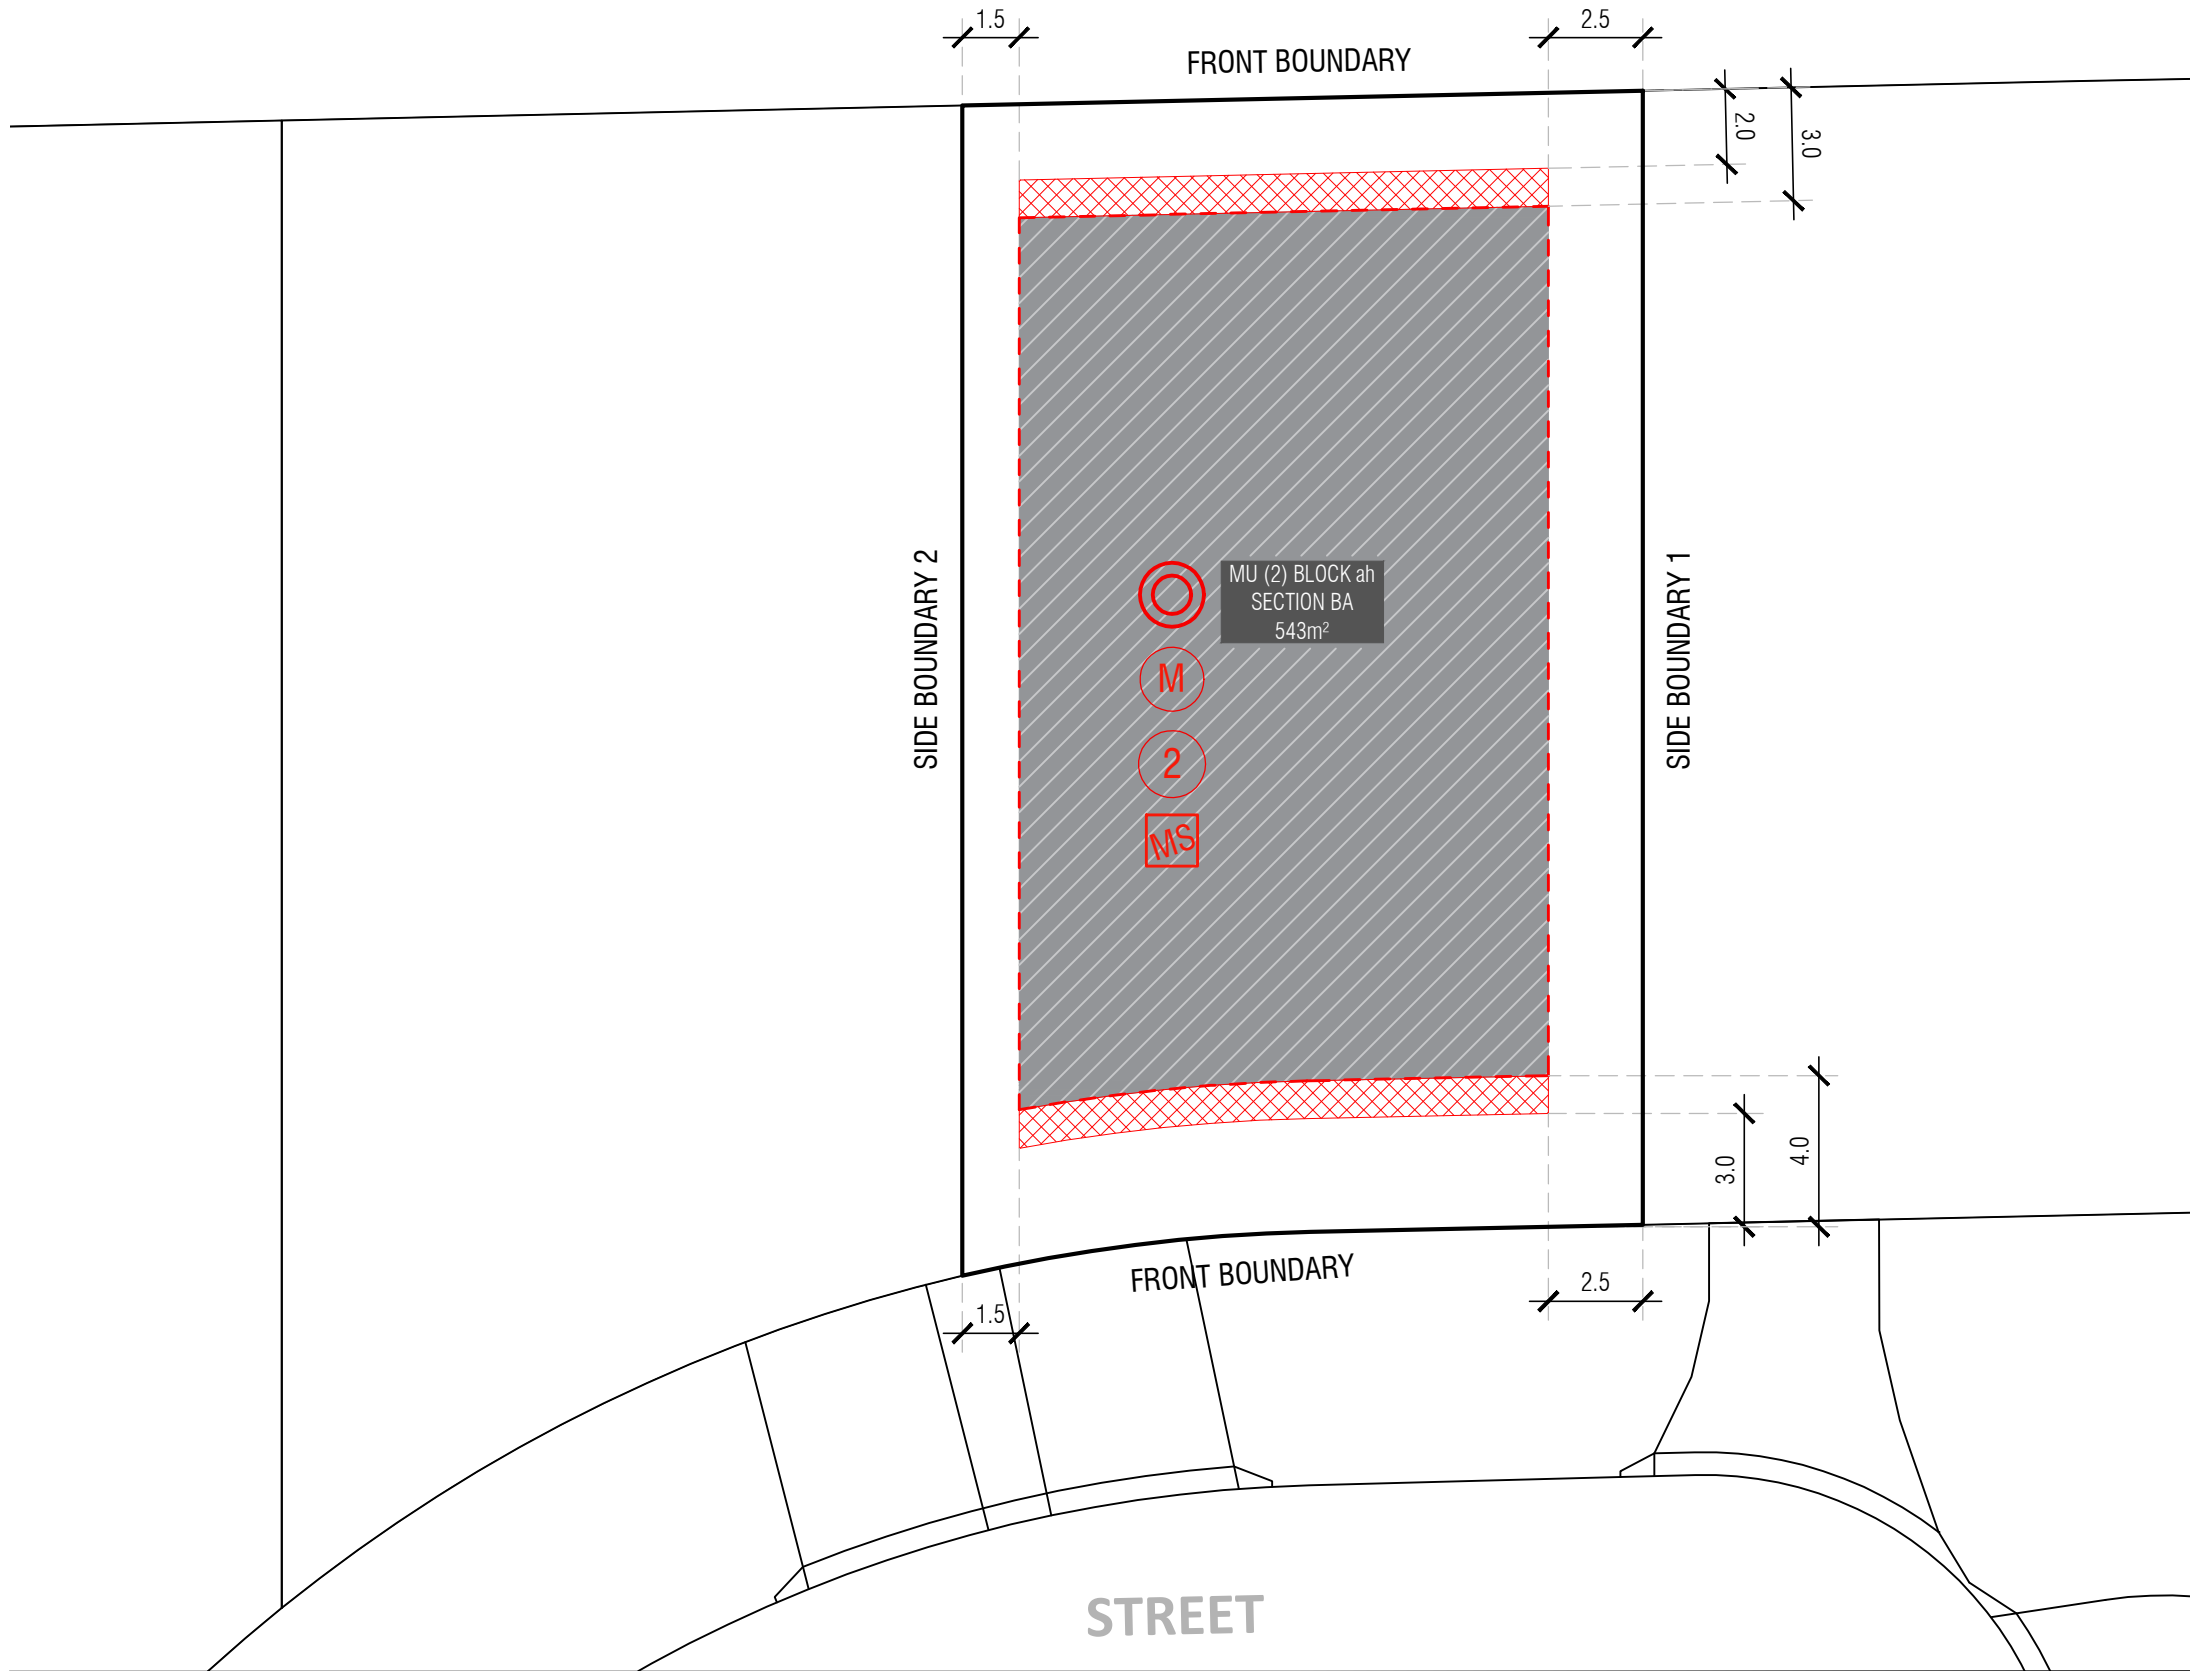 1.5
2.5
FRONT BOUNDARY
2.0
3.0
SIDE BOUNDARY 2
MU (2) BLOCK ah
SECTION BA
543m²
SIDE BOUNDARY 1
M
2
MS
3.0
4.0
FRONT BOUNDARY
2.5
1.5
STREET